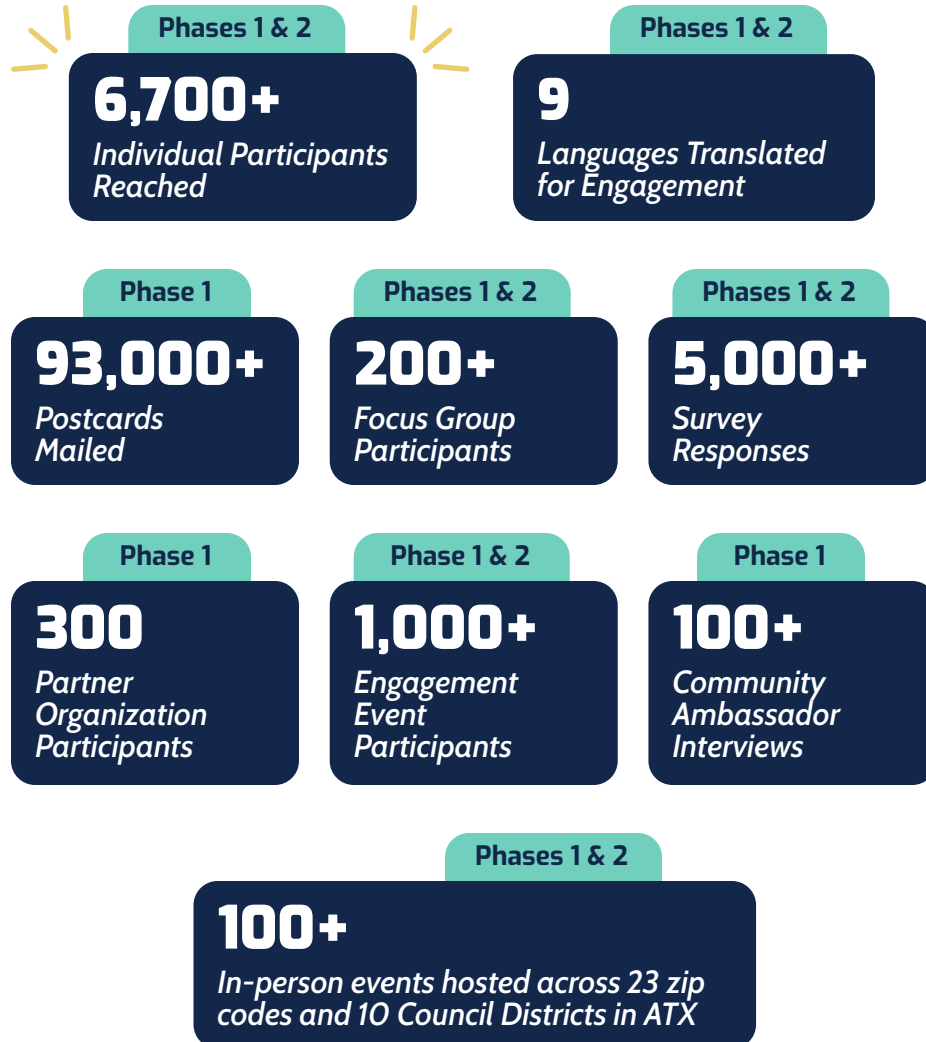 Phases 1 & 2
6,700+
Individual Participants
Reached
Phases 1 & 2
9
Languages Translated
for Engagement
Phase 1
93,000+
Postcards
Mailed
Phases 1 & 2
200+
Focus Group
Participants
Phases 1 & 2
5,000+
Survey
Responses
Phase 1
300
Partner
Organization
Participants
Phase 1 & 2
1,000+
Engagement
Event
Participants
Phase 1
100+
Community
Ambassador
Interviews
Phases 1 & 2
100+
In-person events hosted across 23 zip
codes and 10 Council Districts in ATX